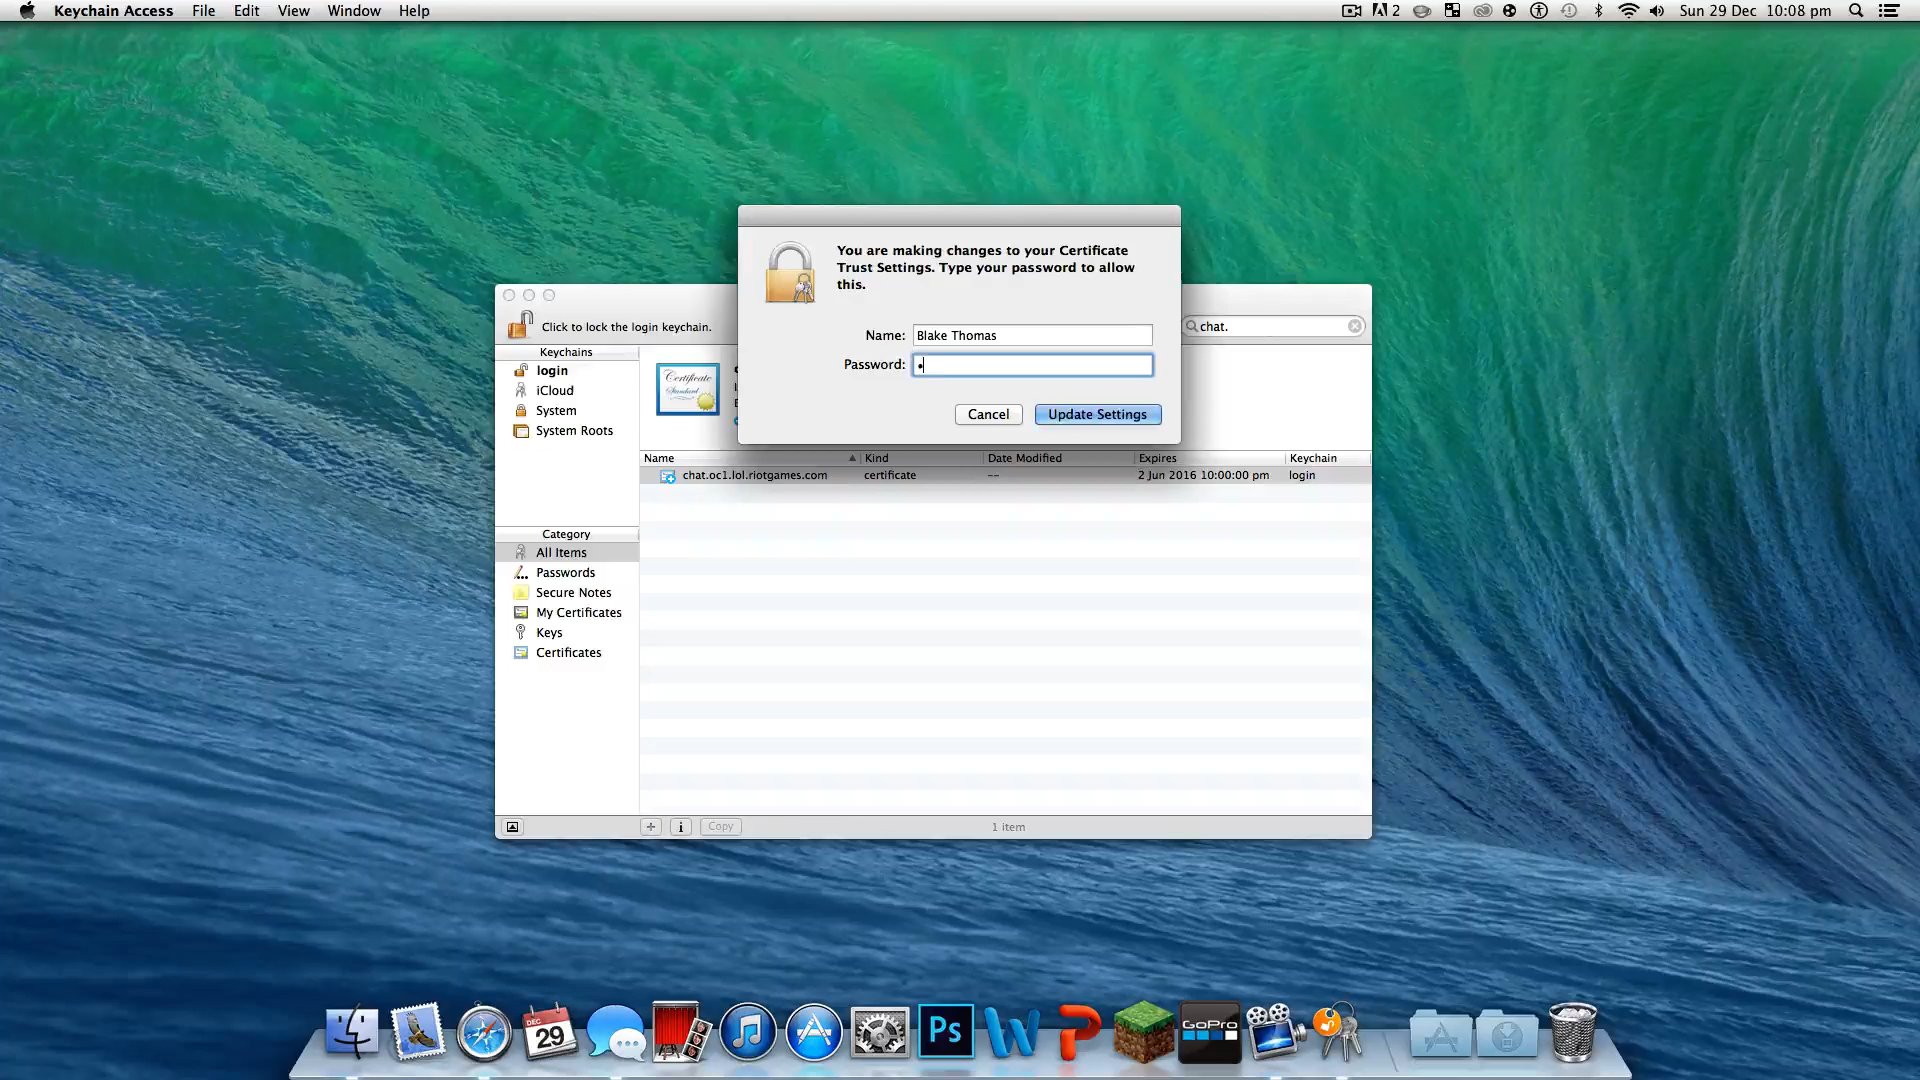 Keychain Access File Edit View Window Help
2 Sun 29 Dec 10:08 pm
You are making changes to your Certificate
Trust Settings. Type your password to allow
this.
Name: Blake Thomas
Password: •
Cancel Update Settings
Click to lock the login keychain.
chat.
Keychains
login
iCloud
System
System Roots
Certificate
Standard
Name Kind Date Modified Expires Keychain
chat.oc1.lol.riotgames.com certificate -- 2 Jun 2016 10:00:00 pm login
Category
All Items
Passwords
Secure Notes
My Certificates
Keys
Certificates
Copy
1 item
DEC
29
Ps
GoPro